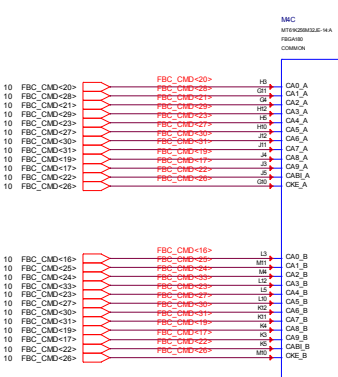 M4C
MT61K256M32JE-14:A
FBGA180
COMMON
10 FBC_CMD<20> FBC_CMD<20> H3 CA0_A
10 FBC_CMD<28> FBC_CMD<28> G11 CA1_A
10 FBC_CMD<21> FBC_CMD<21> G4 CA2_A
10 FBC_CMD<29> FBC_CMD<29> H12 CA3_A
10 FBC_CMD<23> FBC_CMD<23> H5 CA4_A
10 FBC_CMD<27> FBC_CMD<27> H10 CA5_A
10 FBC_CMD<30> FBC_CMD<30> J12 CA6_A
10 FBC_CMD<31> FBC_CMD<31> J11 CA7_A
10 FBC_CMD<19> FBC_CMD<19> J4 CA8_A
10 FBC_CMD<17> FBC_CMD<17> J3 CA9_A
10 FBC_CMD<22> FBC_CMD<22> J5 CABI_A
10 FBC_CMD<26> FBC_CMD<26> G10 CKE_A
10 FBC_CMD<16> FBC_CMD<16> L3 CA0_B
10 FBC_CMD<25> FBC_CMD<25> M11 CA1_B
10 FBC_CMD<24> FBC_CMD<24> M4 CA2_B
10 FBC_CMD<33> FBC_CMD<33> L12 CA3_B
10 FBC_CMD<23> FBC_CMD<23> L5 CA4_B
10 FBC_CMD<27> FBC_CMD<27> L10 CA5_B
10 FBC_CMD<30> FBC_CMD<30> K12 CA6_B
10 FBC_CMD<31> FBC_CMD<31> K11 CA7_B
10 FBC_CMD<19> FBC_CMD<19> K4 CA8_B
10 FBC_CMD<17> FBC_CMD<17> K3 CA9_B
10 FBC_CMD<22> FBC_CMD<22> K5 CABI_B
10 FBC_CMD<26> FBC_CMD<26> M10 CKE_B